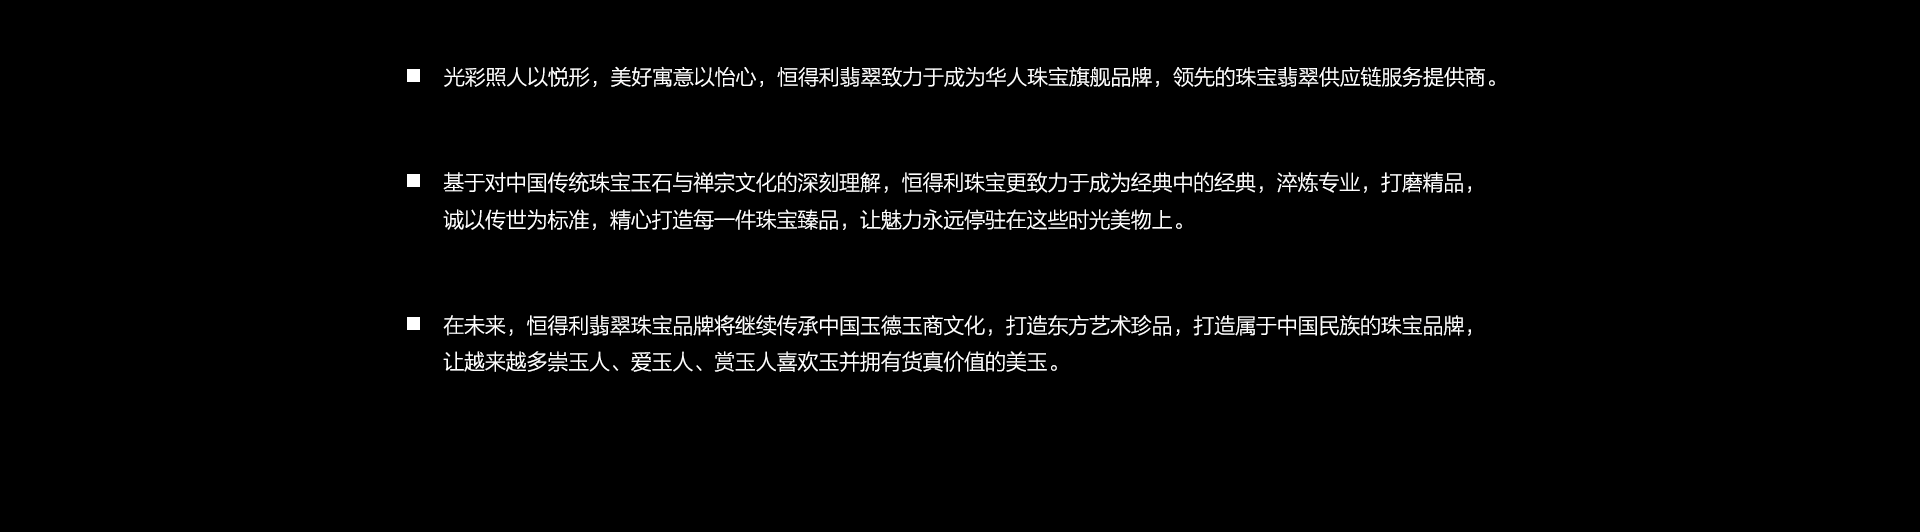 光彩照人以悦形，美好寓意以怡心，恒得利翡翠致力于成为华人珠宝旗舰品牌，领先的珠宝翡翠供应链服务提供商。
基于对中国传统珠宝玉石与禅宗文化的深刻理解，恒得利珠宝更致力于成为经典中的经典，淬炼专业，打磨精品，
诚以传世为标准，精心打造每一件珠宝臻品，让魅力永远停驻在这些时光美物上。
在未来，恒得利翡翠珠宝品牌将继续传承中国玉德玉商文化，打造东方艺术珍品，打造属于中国民族的珠宝品牌，
让越来越多崇玉人、爱玉人、赏玉人喜欢玉并拥有货真价值的美玉。